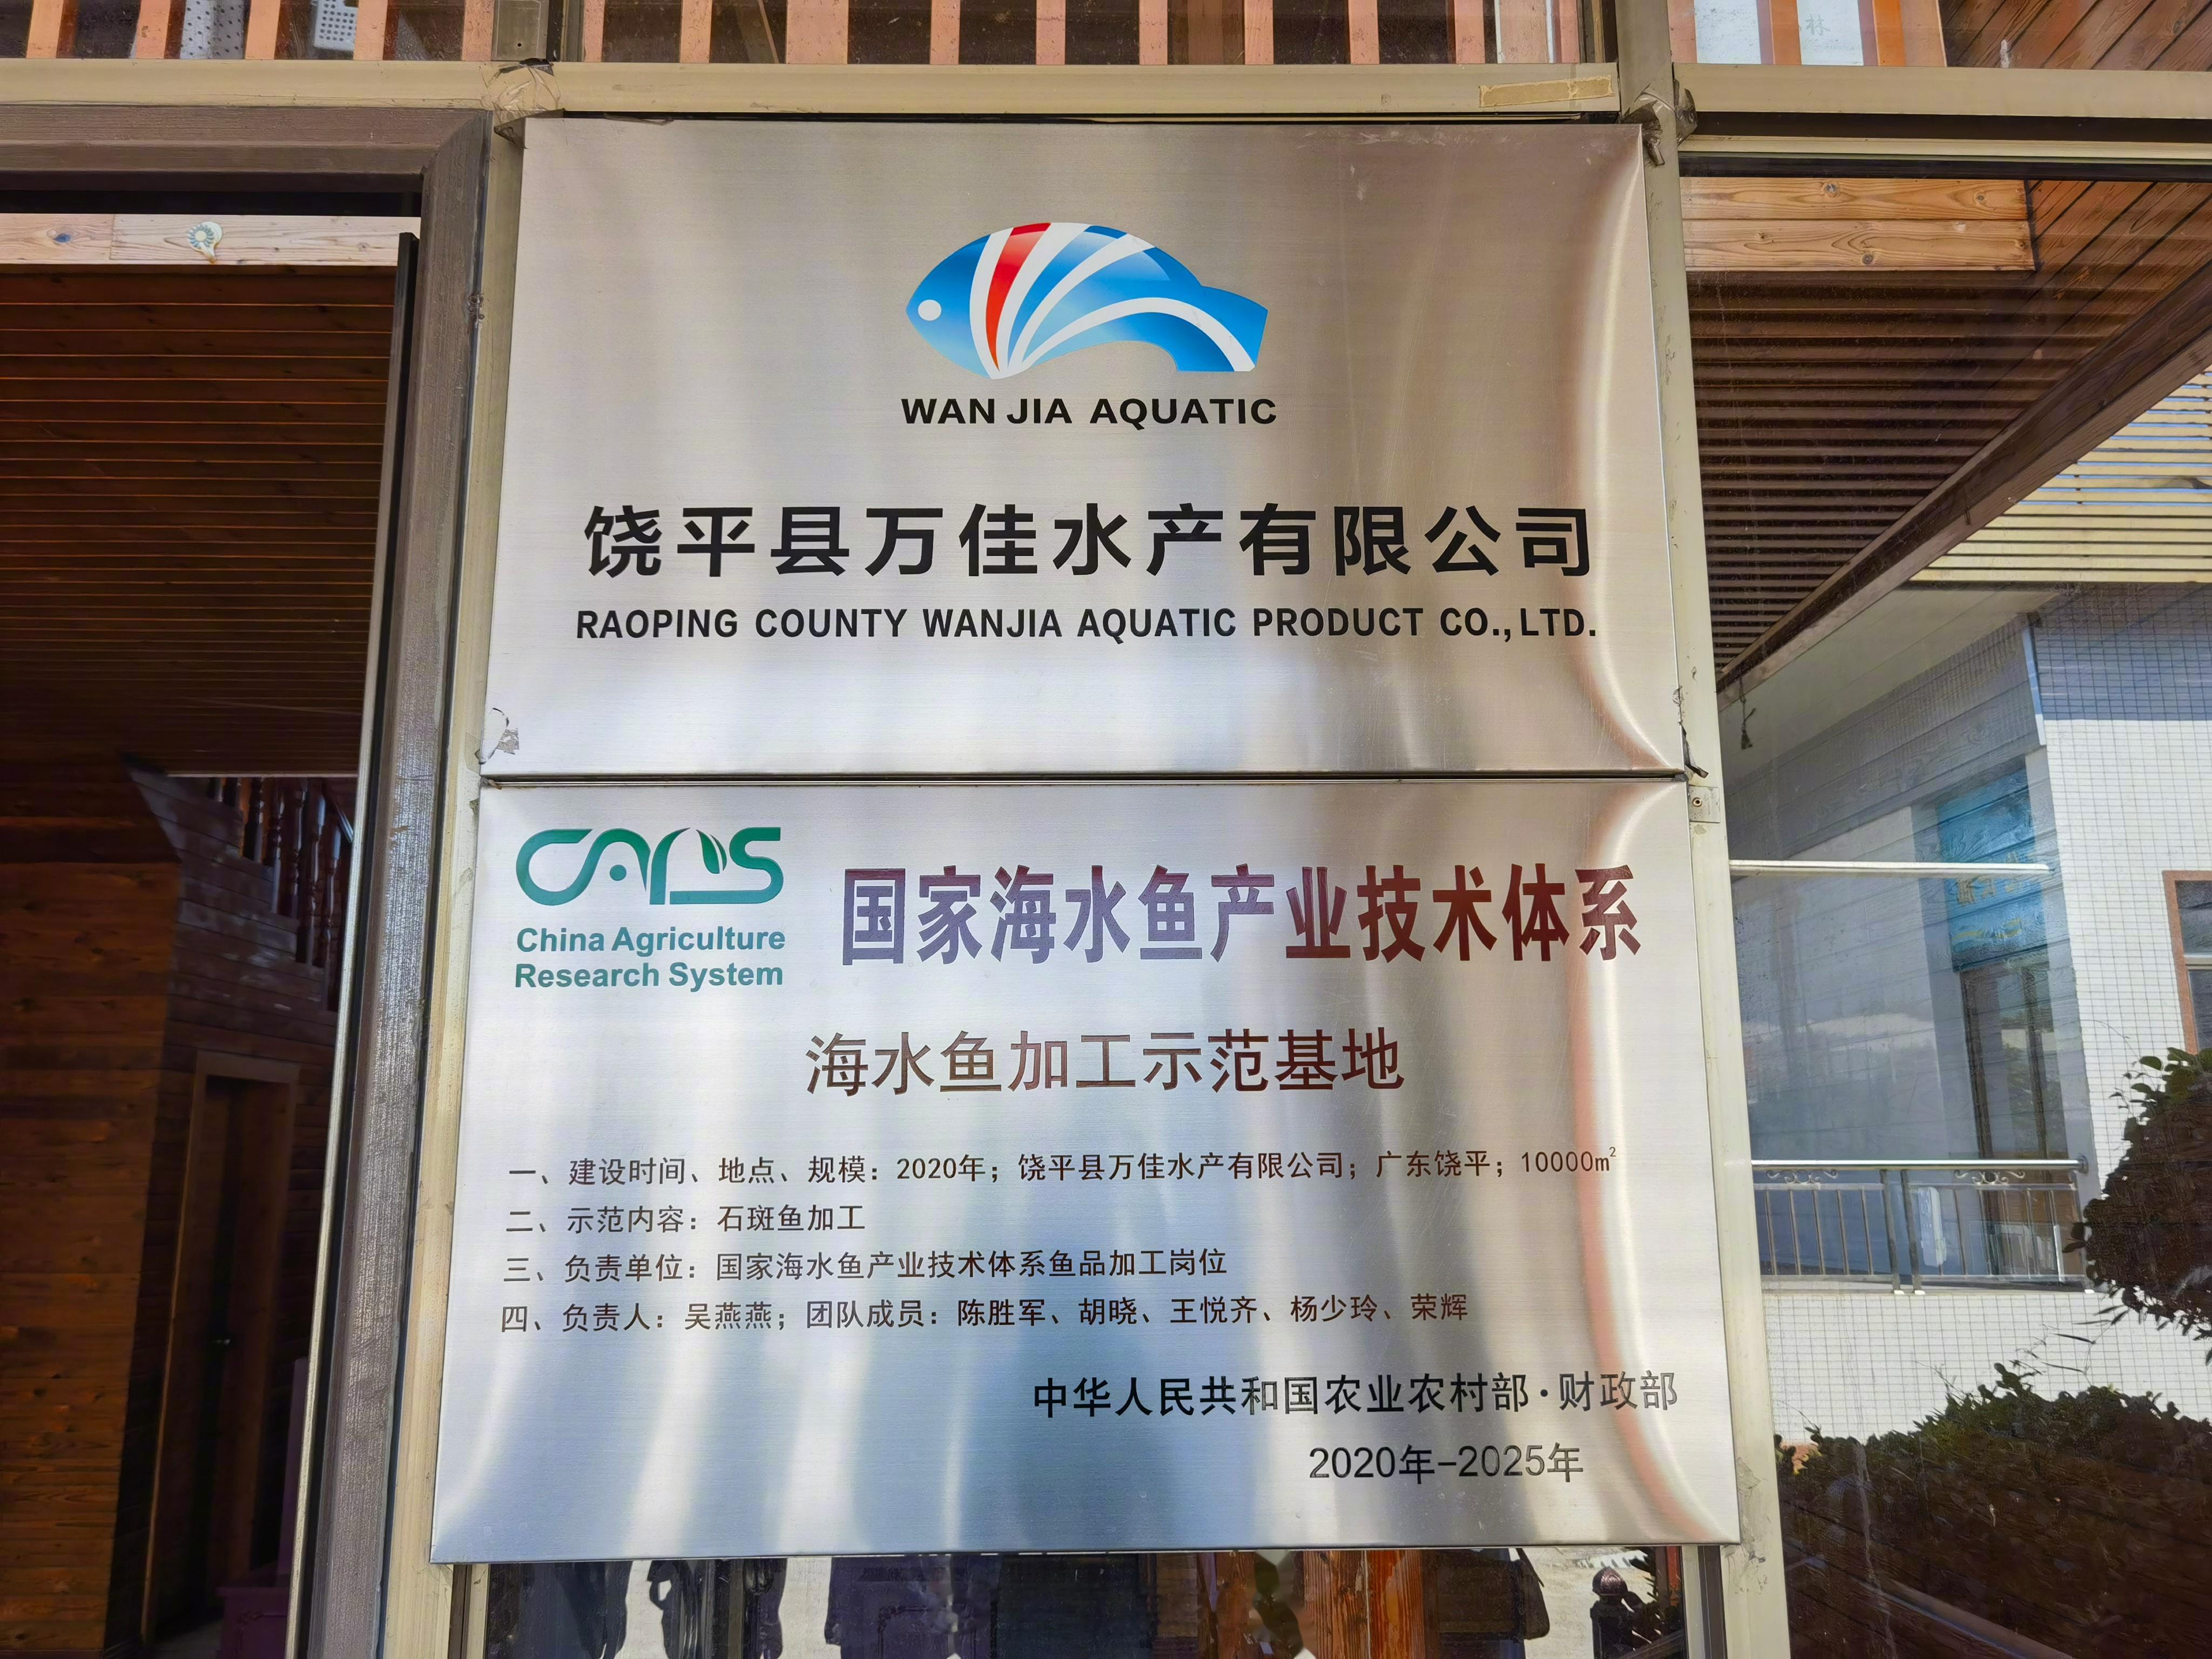 WAN JIA AQUATIC
饶平县万佳水产有限公司
RAOPING COUNTY WANJIA AQUATIC PRODUCT CO.,LTD.
CARS
China Agriculture
Research System
国家海水鱼产业技术体系
海水鱼加工示范基地
一、建设时间、地点、规模：2020年；饶平县万佳水产有限公司；广东饶平；10000㎡
二、示范内容：石斑鱼加工
三、负责单位：国家海水鱼产业技术体系鱼品加工岗位
四、负责人：吴燕燕；团队成员：陈胜军、胡晓、王悦齐、杨少玲、荣辉
中华人民共和国农业农村部·财政部
2020年-2025年
林